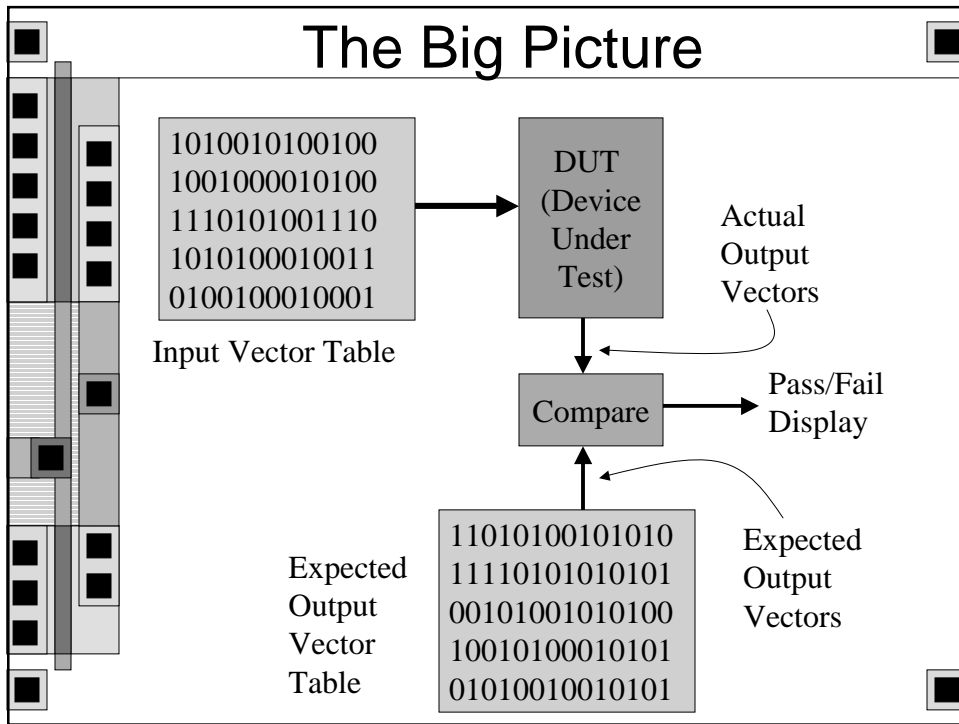 The Big Picture
1010010100100
1001000010100
1110101001110
1010100010011
0100100010001
Input Vector Table
DUT
(Device
Under
Test)
Actual
Output
Vectors
Compare
Pass/Fail
Display
Expected
Output
Vector
Table
11010100101010
11110101010101
00101001010100
10010100010101
01010010010101
Expected
Output
Vectors